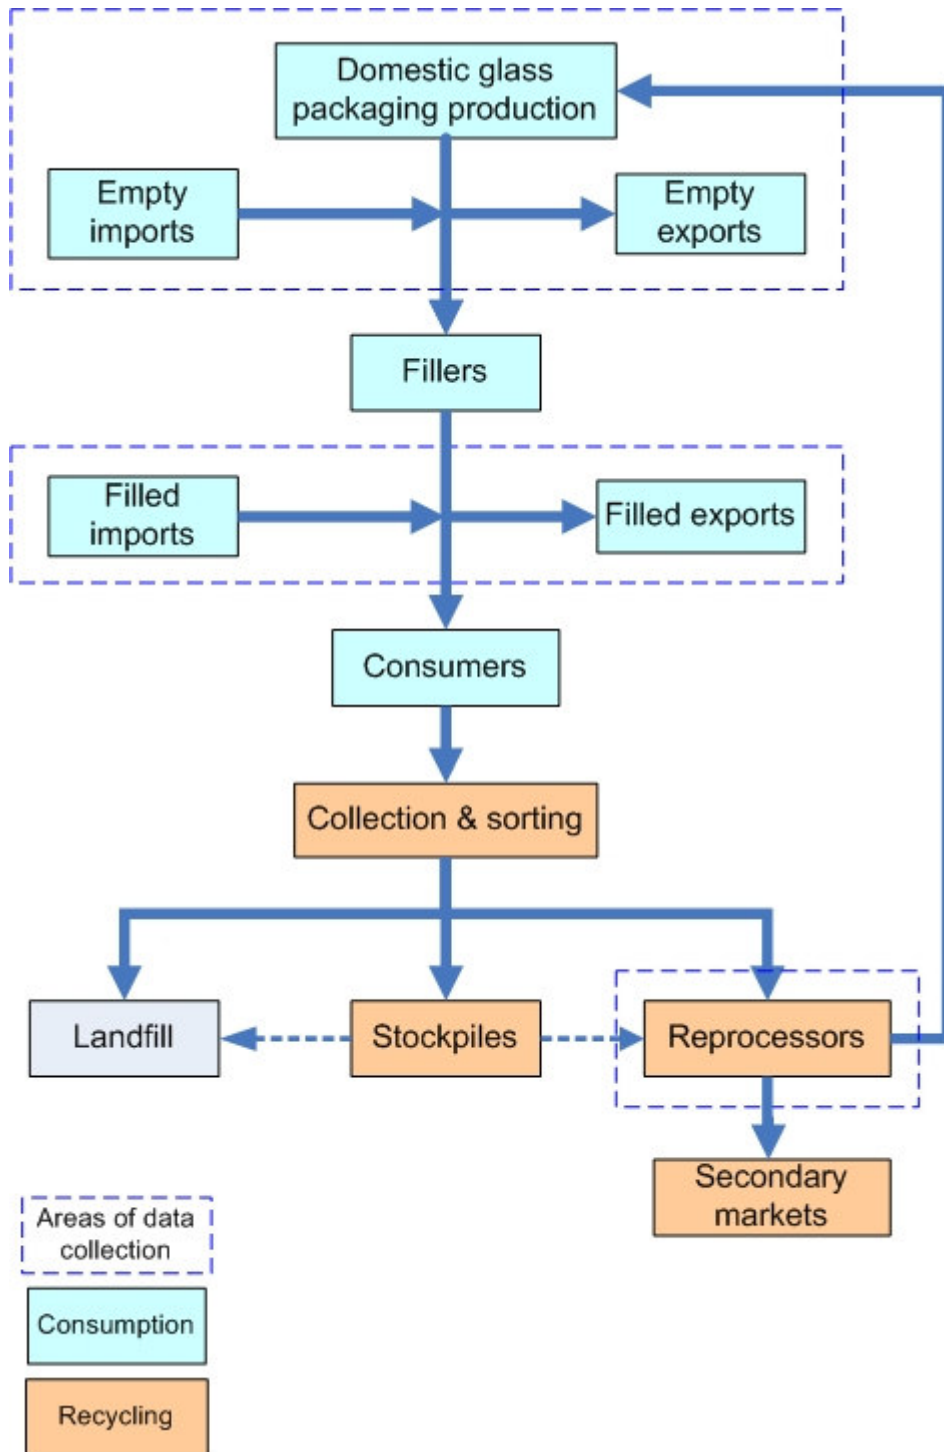 Domestic glass
packaging production
Empty
imports
Empty
exports
Fillers
Filled
imports
Filled exports
Consumers
Collection & sorting
Landfill
Stockpiles
Reprocessors
Secondary
markets
Areas of data
collection
Consumption
Recycling